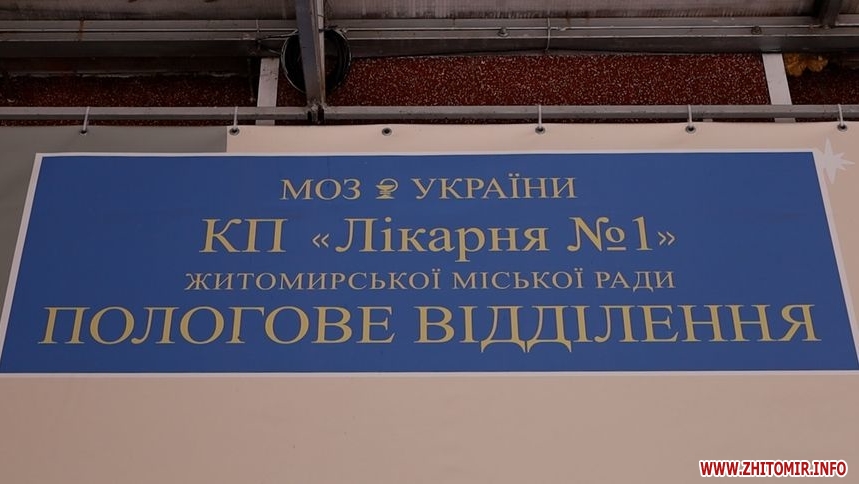 МОЗ УКРАЇНИ
КП «Лікарня №1»
ЖИТОМИРСЬКОЇ МІСЬКОЇ РАДИ
ПОЛОГОВЕ ВІДДІЛЕННЯ
WWW.ZHITOMIR.INFO